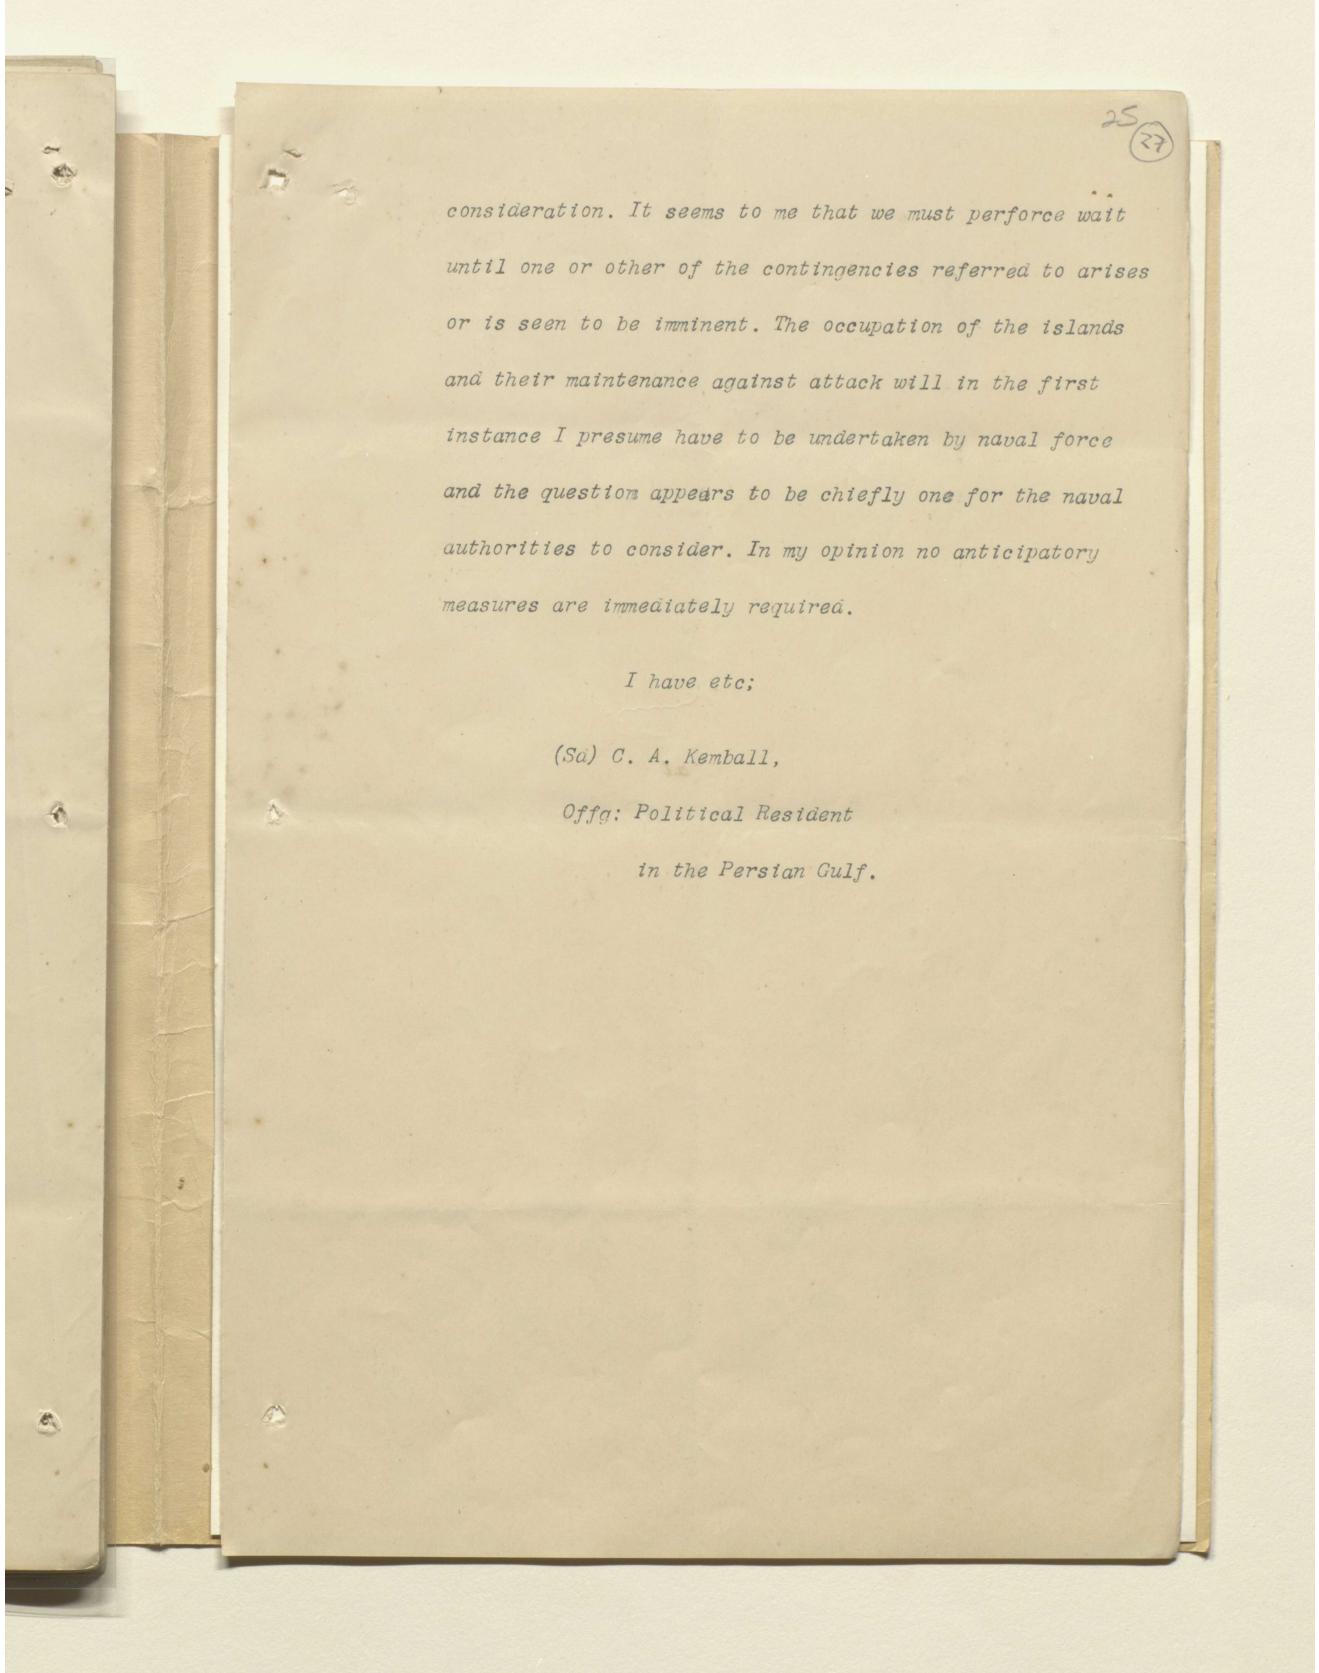 25
27
consideration. It seems to me that we must perforce wait
until one or other of the contingencies referred to arises
or is seen to be imminent. The occupation of the islands
and their maintenance against attack will in the first
instance I presume have to be undertaken by naval force
and the question appears to be chiefly one for the naval
authorities to consider. In my opinion no anticipatory
measures are immediately required.
I have etc;
(Sd) C. A. Kemball,
Offg: Political Resident
in the Persian Gulf.